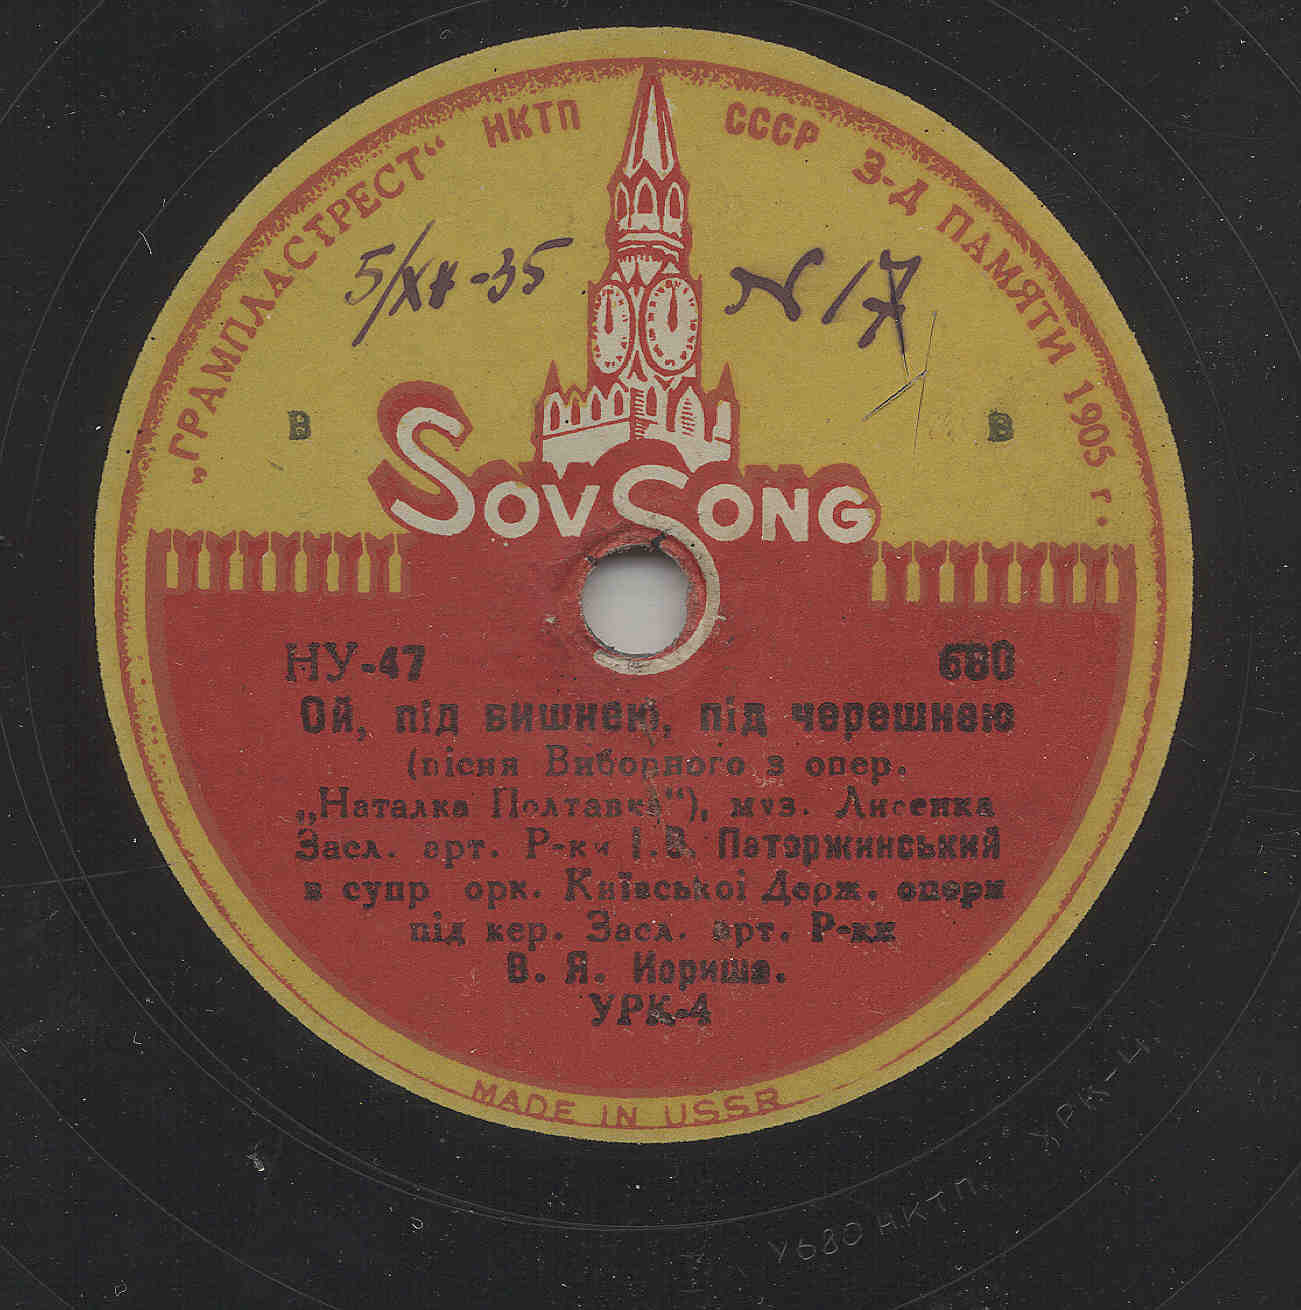 „ГРАМПЛАСТРЕСТ“ НКТП СССР З-Д ПАМЯТИ 1905 г.
5/XII-35 N 17
В В
SOVSONG
НУ-47 680
Ой, під вишнею, під черешнею
(пісня Виборного з опер.
„Наталка Полтавка“), муз. Лисенка
Засл. арт. Р-ки І.В. Паторжинський
в супр орк. Київської Держ. опери
під кер. Засл. арт. Р-ки
В. Я. Йориша.
УРК-4
MADE IN USSR
У680 НКТП. УРК-4.